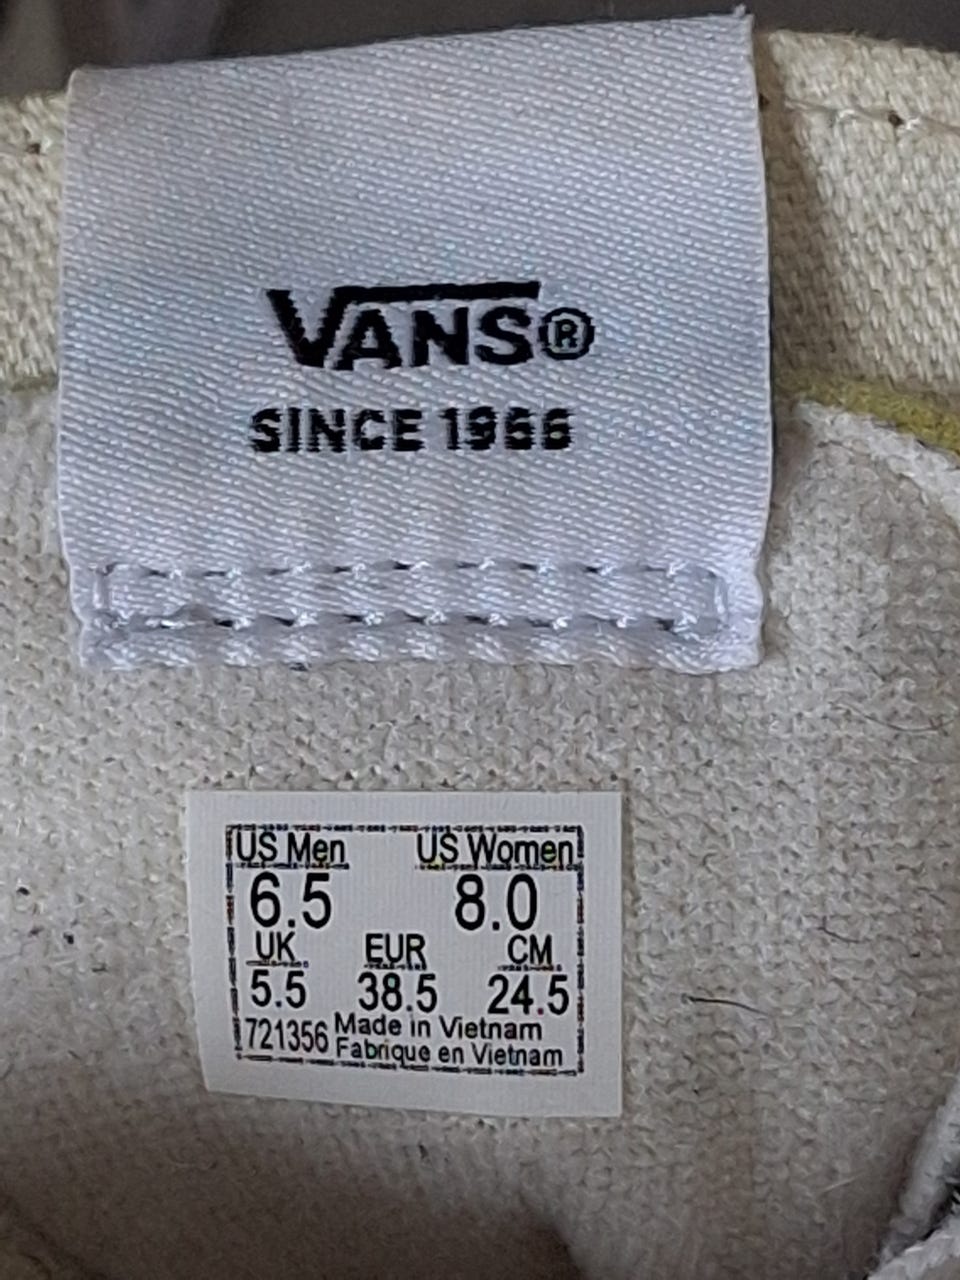 VANS®
SINCE 1966
US Men US Women
6.5 8.0
UK EUR CM
5.5 38.5 24.5
721356 Made in Vietnam
Fabrique en Vietnam